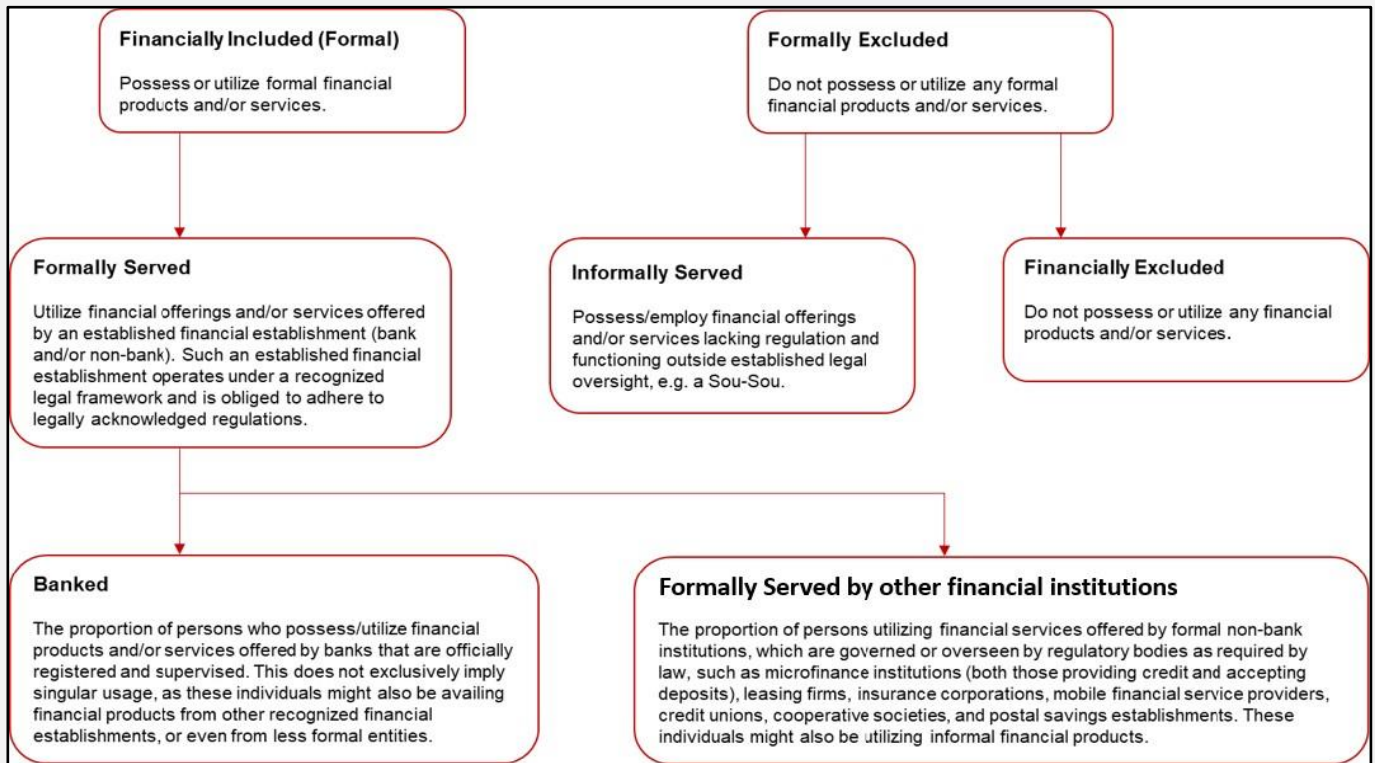 Financially Included (Formal)
Possess or utilize formal financial
products and/or services.
Formally Excluded
Do not possess or utilize any formal
financial products and/or services.
Formally Served
Utilize financial offerings and/or services offered
by an established financial establishment (bank
and/or non-bank). Such an established financial
establishment operates under a recognized
legal framework and is obliged to adhere to
legally acknowledged regulations.
Informally Served
Possess/employ financial offerings
and/or services lacking regulation and
functioning outside established legal
oversight, e.g. a Sou-Sou.
Financially Excluded
Do not possess or utilize any financial
products and/or services.
Banked
The proportion of persons who possess/utilize financial
products and/or services offered by banks that are officially
registered and supervised. This does not exclusively imply
singular usage, as these individuals might also be availing
financial products from other recognized financial
establishments, or even from less formal entities.
Formally Served by other financial institutions
The proportion of persons utilizing financial services offered by formal non-bank
institutions, which are governed or overseen by regulatory bodies as required by
law, such as microfinance institutions (both those providing credit and accepting
deposits), leasing firms, insurance corporations, mobile financial service providers,
credit unions, cooperative societies, and postal savings establishments. These
individuals might also be utilizing informal financial products.